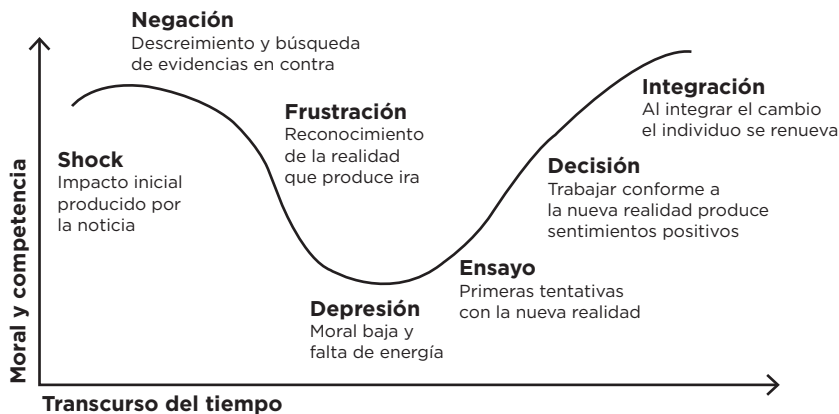 Negación
Descreimiento y búsqueda
de evidencias en contra
Integración
Al integrar el cambio
el individuo se renueva
Frustración
Reconocimiento
de la realidad
que produce ira
Shock
Impacto inicial
producido por
la noticia
Decisión
Trabajar conforme a
la nueva realidad produce
sentimientos positivos
Ensayo
Primeras tentativas
con la nueva realidad
Depresión
Moral baja y
falta de energía
Moral y competencia
Transcurso del tiempo